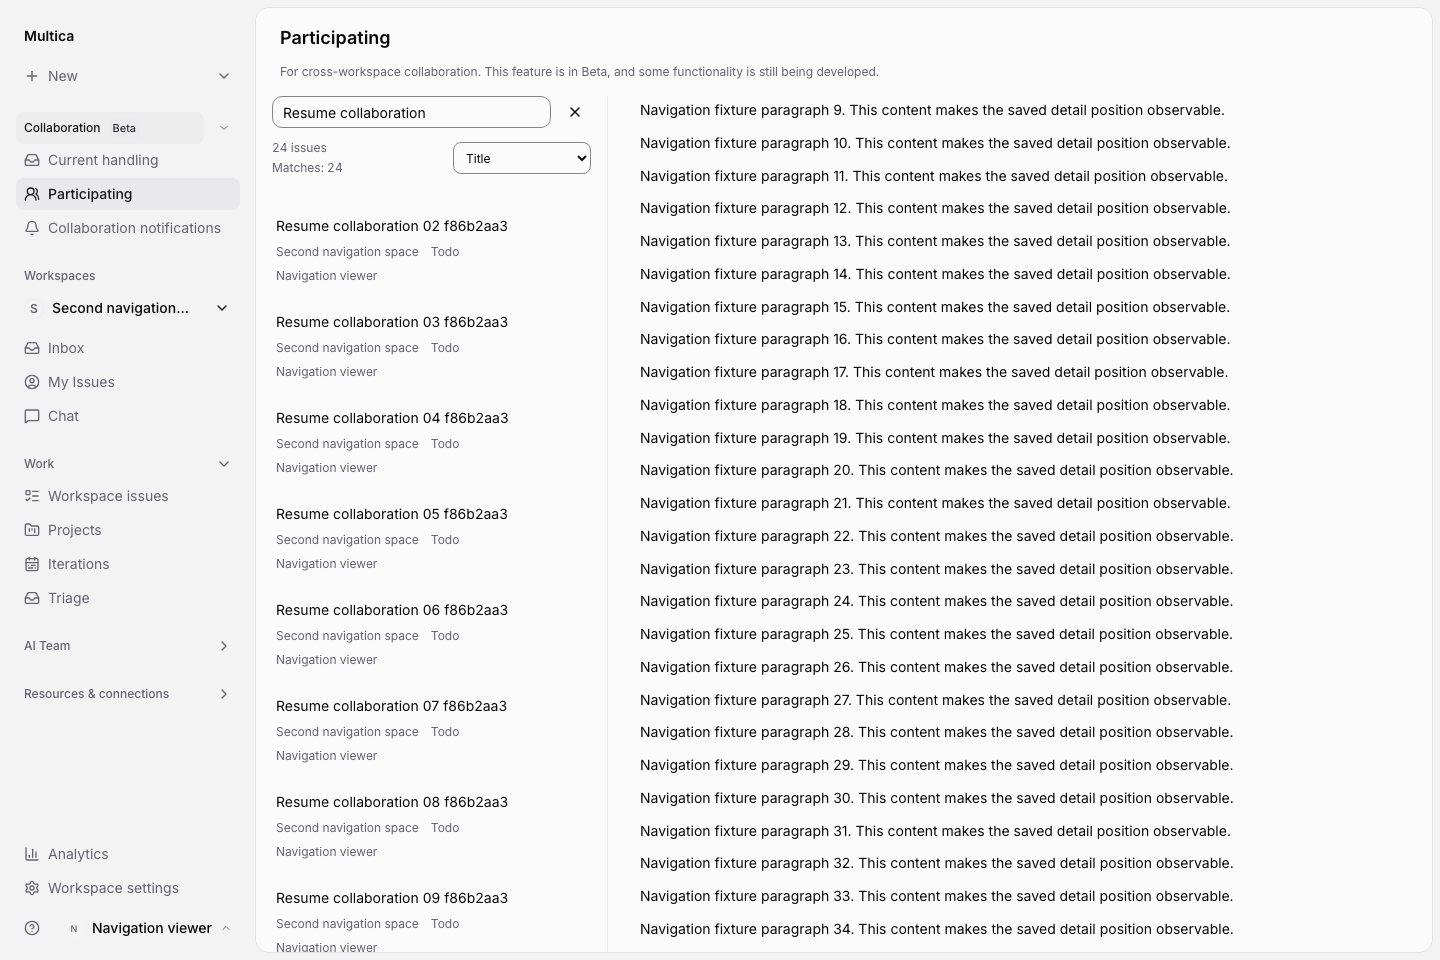 Multica
New
Collaboration Beta
Current handling
Participating
Collaboration notifications
Workspaces
S Second navigation...
Inbox
My Issues
Chat
Work
Workspace issues
Projects
Iterations
Triage
AI Team
Resources & connections
Analytics
Workspace settings
N Navigation viewer
Participating
For cross-workspace collaboration. This feature is in Beta, and some functionality is still being developed.
Resume collaboration
24 issues
Matches: 24
Title
Resume collaboration 02 f86b2aa3
Second navigation space Todo
Navigation viewer
Resume collaboration 03 f86b2aa3
Second navigation space Todo
Navigation viewer
Resume collaboration 04 f86b2aa3
Second navigation space Todo
Navigation viewer
Resume collaboration 05 f86b2aa3
Second navigation space Todo
Navigation viewer
Resume collaboration 06 f86b2aa3
Second navigation space Todo
Navigation viewer
Resume collaboration 07 f86b2aa3
Second navigation space Todo
Navigation viewer
Resume collaboration 08 f86b2aa3
Second navigation space Todo
Navigation viewer
Resume collaboration 09 f86b2aa3
Second navigation space Todo
Navigation viewer
Navigation fixture paragraph 9. This content makes the saved detail position observable.
Navigation fixture paragraph 10. This content makes the saved detail position observable.
Navigation fixture paragraph 11. This content makes the saved detail position observable.
Navigation fixture paragraph 12. This content makes the saved detail position observable.
Navigation fixture paragraph 13. This content makes the saved detail position observable.
Navigation fixture paragraph 14. This content makes the saved detail position observable.
Navigation fixture paragraph 15. This content makes the saved detail position observable.
Navigation fixture paragraph 16. This content makes the saved detail position observable.
Navigation fixture paragraph 17. This content makes the saved detail position observable.
Navigation fixture paragraph 18. This content makes the saved detail position observable.
Navigation fixture paragraph 19. This content makes the saved detail position observable.
Navigation fixture paragraph 20. This content makes the saved detail position observable.
Navigation fixture paragraph 21. This content makes the saved detail position observable.
Navigation fixture paragraph 22. This content makes the saved detail position observable.
Navigation fixture paragraph 23. This content makes the saved detail position observable.
Navigation fixture paragraph 24. This content makes the saved detail position observable.
Navigation fixture paragraph 25. This content makes the saved detail position observable.
Navigation fixture paragraph 26. This content makes the saved detail position observable.
Navigation fixture paragraph 27. This content makes the saved detail position observable.
Navigation fixture paragraph 28. This content makes the saved detail position observable.
Navigation fixture paragraph 29. This content makes the saved detail position observable.
Navigation fixture paragraph 30. This content makes the saved detail position observable.
Navigation fixture paragraph 31. This content makes the saved detail position observable.
Navigation fixture paragraph 32. This content makes the saved detail position observable.
Navigation fixture paragraph 33. This content makes the saved detail position observable.
Navigation fixture paragraph 34. This content makes the saved detail position observable.